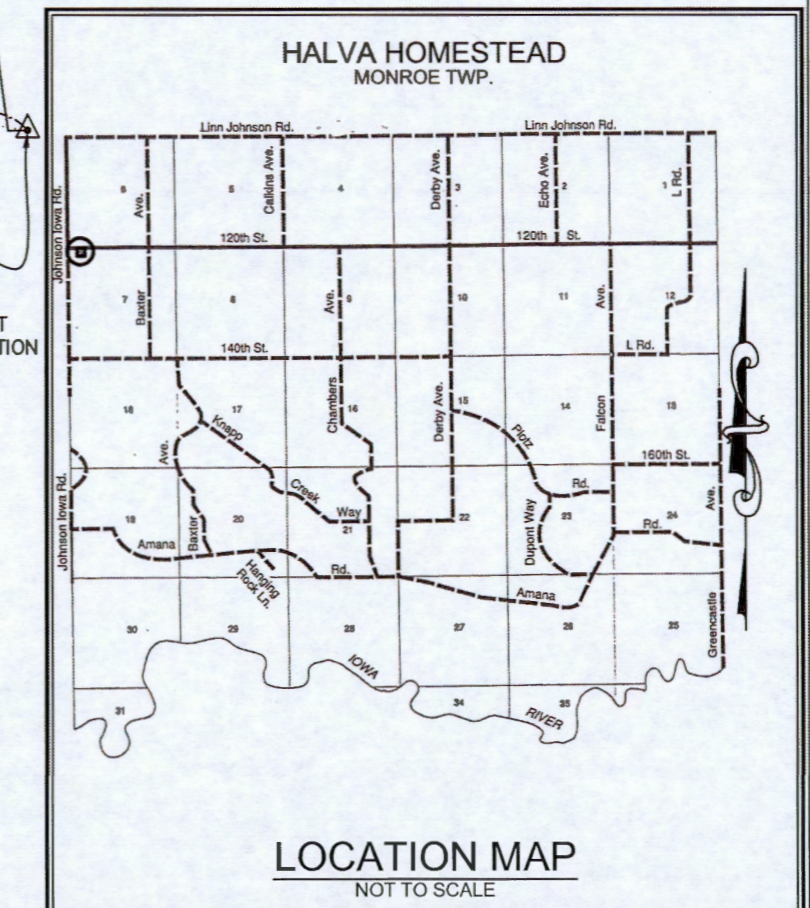 HALVA HOMESTEAD
MONROE TWP.
Linn Johnson Rd.
Linn Johnson Rd.
Johnson Iowa Rd.
6
Ave.
5
Calkins Ave.
4
Derby Ave.
3
Echo Ave.
2
1
L Rd.
120th St.
120th St.
7
Baxter
8
Ave.
9
10
11
Ave.
12
T
TION
140th St.
L Rd.
18
17
Knapp
Chambers
16
Derby Ave.
15
Plotz
14
Falcon
13
Ave.
160th St.
Johnson Iowa Rd.
Creek
Way
Rd.
Ave.
19
Baxter
20
21
22
Dupont Way
23
24
Rd.
Amana
Hanging
Rock Ln.
Rd.
Amana
Greencastle
30
29
28
27
26
25
IOWA
31
34
35
RIVER
LOCATION MAP
NOT TO SCALE